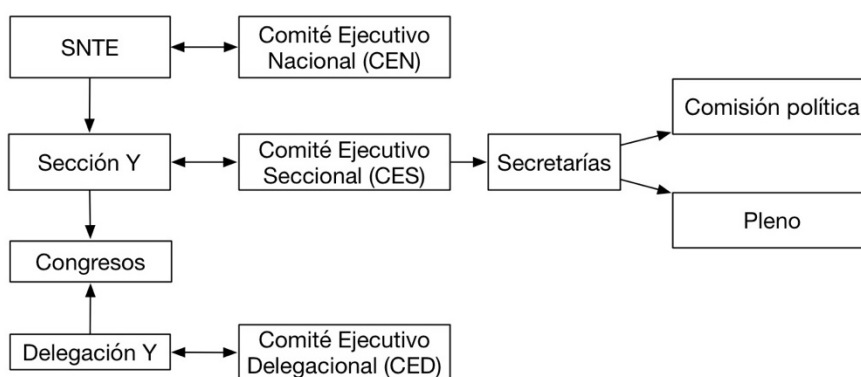 SNTE
Comité Ejecutivo
Nacional (CEN)
Comisión política
Sección Y
Comité Ejecutivo
Seccional (CES)
Secretarías
Pleno
Congresos
Delegación Y
Comité Ejecutivo
Delegacional (CED)